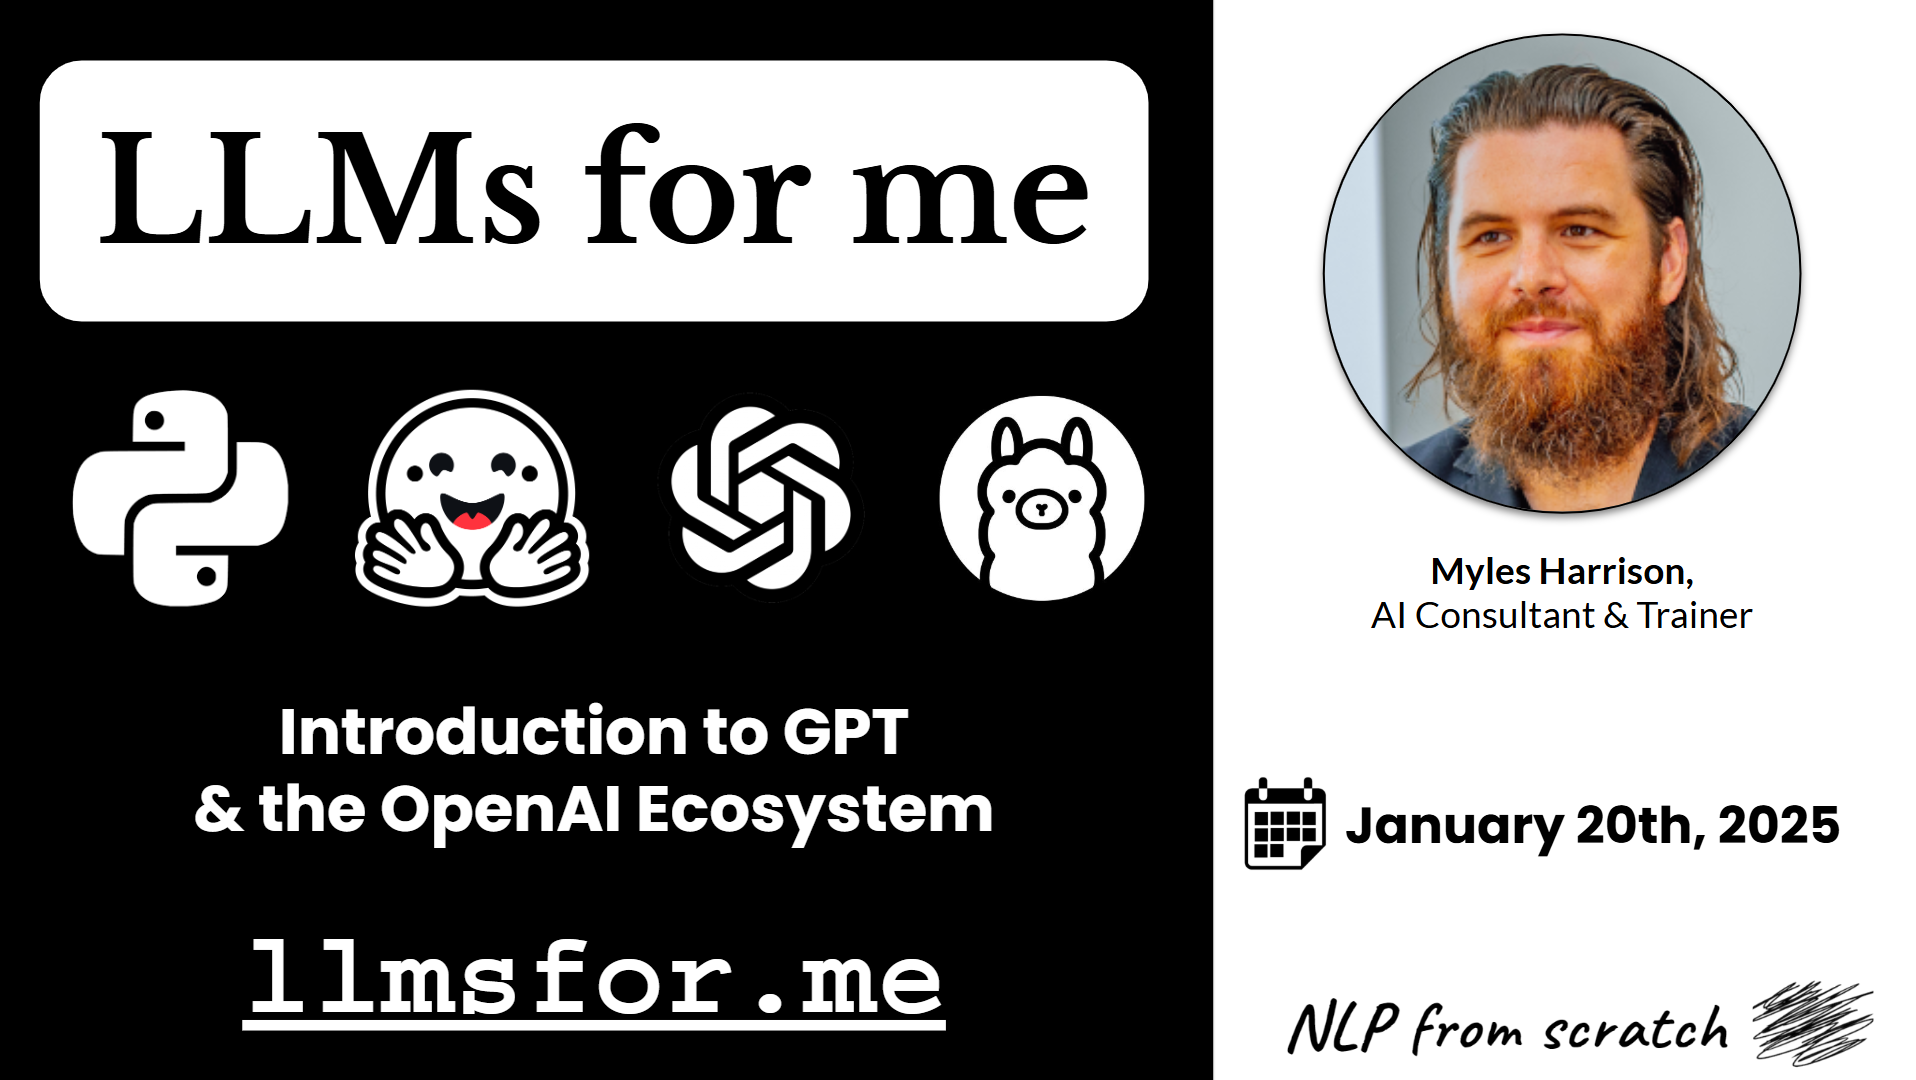 LLMs for me
Introduction to GPT
& the OpenAI Ecosystem
llmsfor.me
Myles Harrison,
AI Consultant & Trainer
January 20th, 2025
NLP from scratch